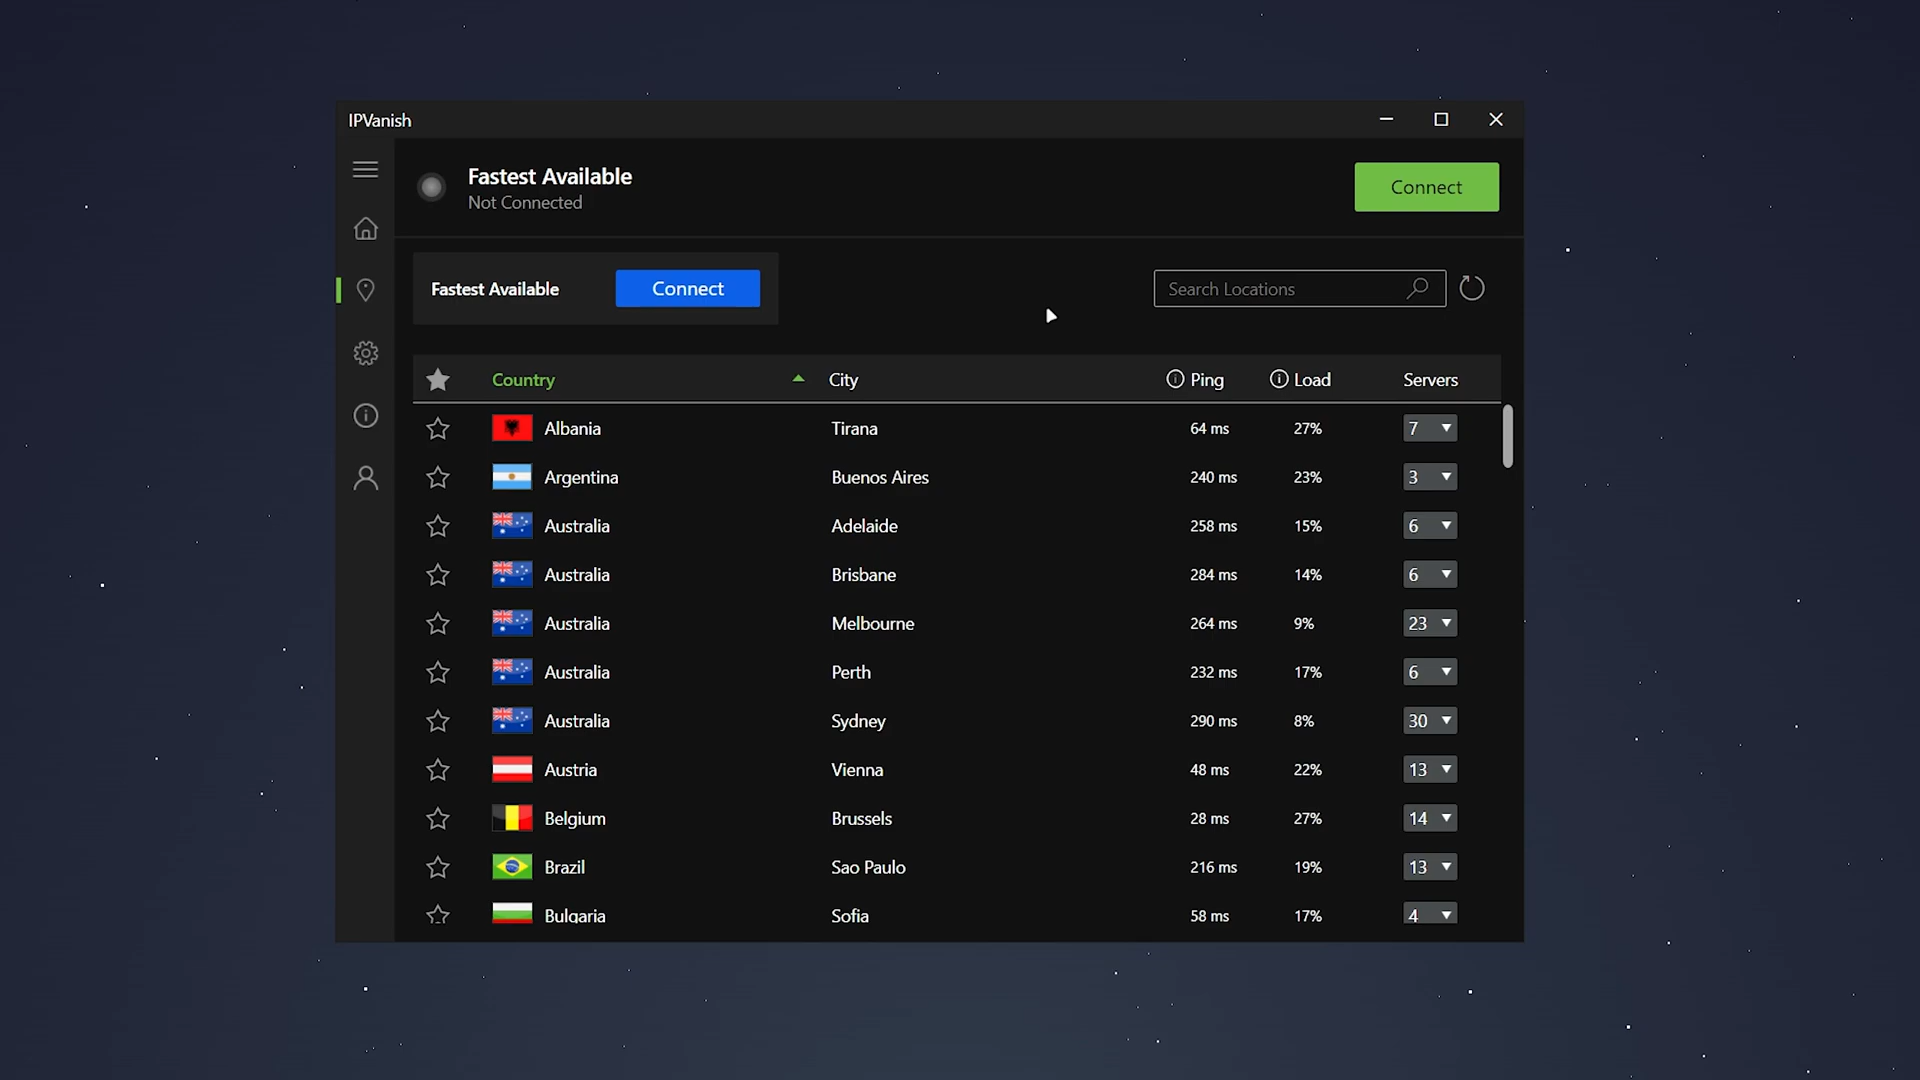 IPVanish
Fastest Available
Not Connected
Connect
Fastest Available
Connect
Search Locations
Country City Ping Load Servers
Albania Tirana 64 ms 27% 7
Argentina Buenos Aires 240 ms 23% 3
Australia Adelaide 258 ms 15% 6
Australia Brisbane 284 ms 14% 6
Australia Melbourne 264 ms 9% 23
Australia Perth 232 ms 17% 6
Australia Sydney 290 ms 8% 30
Austria Vienna 48 ms 22% 13
Belgium Brussels 28 ms 27% 14
Brazil Sao Paulo 216 ms 19% 13
Bulgaria Sofia 58 ms 17% 4